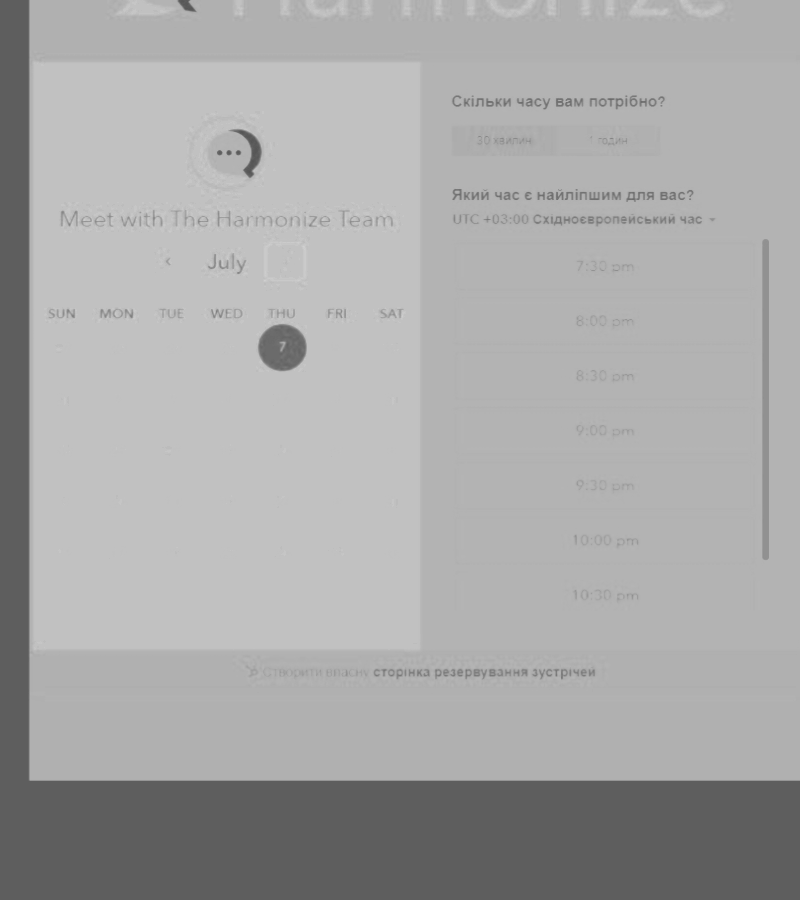 Harmonize
Meet with The Harmonize Team
July
SUN MON TUE WED THU FRI SAT
7
Скільки часу вам потрібно?
30 хвилин 1 годин
Який час є найліпшим для вас?
UTC +03:00 Східноєвропейський час
7:30 pm
8:00 pm
8:30 pm
9:00 pm
9:30 pm
10:00 pm
10:30 pm
Створити власну сторінка резервування зустрічей